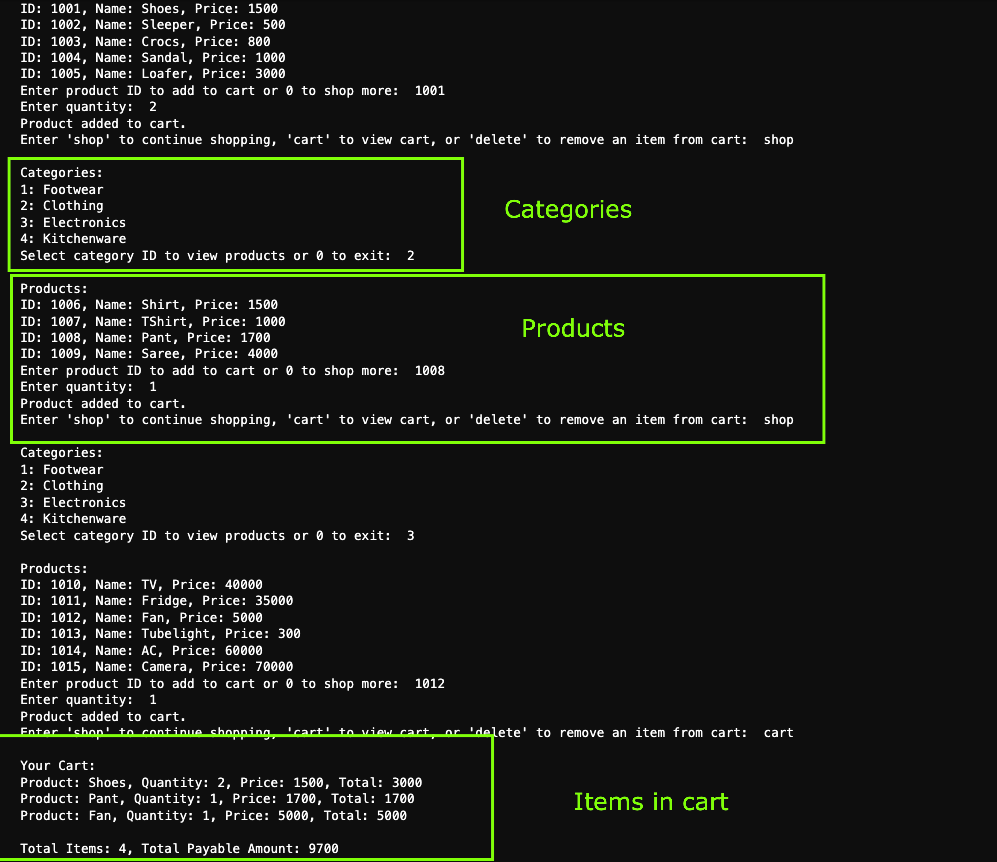 ID: 1001, Name: Shoes, Price: 1500
ID: 1002, Name: Sleeper, Price: 500
ID: 1003, Name: Crocs, Price: 800
ID: 1004, Name: Sandal, Price: 1000
ID: 1005, Name: Loafer, Price: 3000
Enter product ID to add to cart or 0 to shop more:  1001
Enter quantity:  2
Product added to cart.
Enter 'shop' to continue shopping, 'cart' to view cart, or 'delete' to remove an item from cart:  shop
Categories:
1: Footwear
2: Clothing
3: Electronics
4: Kitchenware
Select category ID to view products or 0 to exit:  2
Categories
Products:
ID: 1006, Name: Shirt, Price: 1500
ID: 1007, Name: TShirt, Price: 1000
ID: 1008, Name: Pant, Price: 1700
ID: 1009, Name: Saree, Price: 4000
Enter product ID to add to cart or 0 to shop more:  1008
Enter quantity:  1
Product added to cart.
Enter 'shop' to continue shopping, 'cart' to view cart, or 'delete' to remove an item from cart:  shop
Products
Categories:
1: Footwear
2: Clothing
3: Electronics
4: Kitchenware
Select category ID to view products or 0 to exit:  3
Products:
ID: 1010, Name: TV, Price: 40000
ID: 1011, Name: Fridge, Price: 35000
ID: 1012, Name: Fan, Price: 5000
ID: 1013, Name: Tubelight, Price: 300
ID: 1014, Name: AC, Price: 60000
ID: 1015, Name: Camera, Price: 70000
Enter product ID to add to cart or 0 to shop more:  1012
Enter quantity:  1
Product added to cart.
Enter 'shop' to continue shopping, 'cart' to view cart, or 'delete' to remove an item from cart:  cart
Your Cart:
Product: Shoes, Quantity: 2, Price: 1500, Total: 3000
Product: Pant, Quantity: 1, Price: 1700, Total: 1700
Product: Fan, Quantity: 1, Price: 5000, Total: 5000
Total Items: 4, Total Payable Amount: 9700
Items in cart